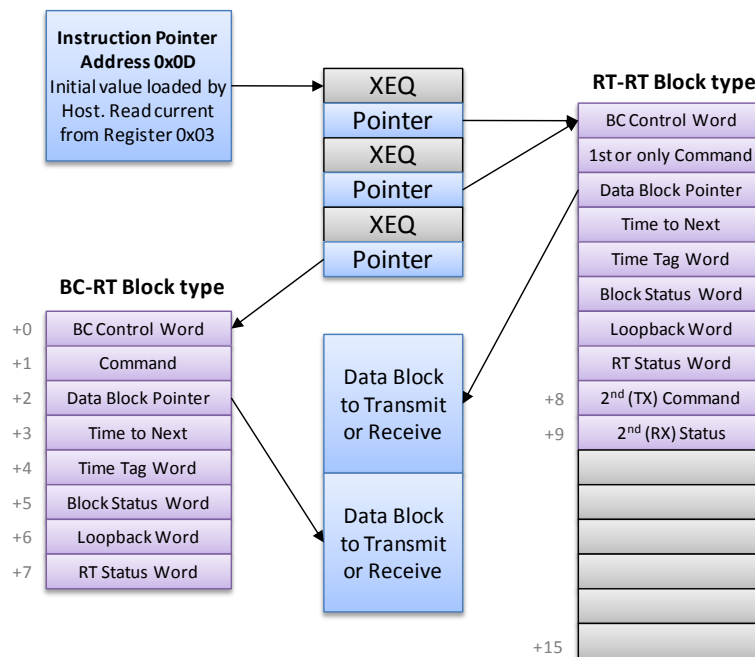 Instruction Pointer
Address 0x0D
Initial value loaded by
Host. Read current
from Register 0x03
XEQ
Pointer
XEQ
Pointer
XEQ
Pointer
RT-RT Block type
BC Control Word
1st or only Command
Data Block Pointer
Time to Next
Time Tag Word
Block Status Word
Loopback Word
RT Status Word
+8 2nd (TX) Command
+9 2nd (RX) Status
+15
BC-RT Block type
+0 BC Control Word
+1 Command
+2 Data Block Pointer
+3 Time to Next
+4 Time Tag Word
+5 Block Status Word
+6 Loopback Word
+7 RT Status Word
Data Block
to Transmit
or Receive
Data Block
to Transmit
or Receive